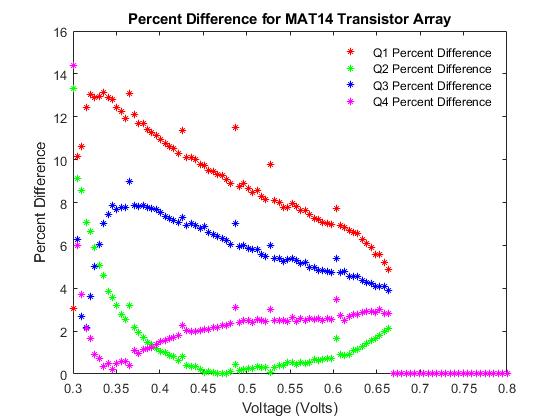 Percent Difference for MAT14 Transistor Array
16
14
12
10
8
6
4
2
0
Percent Difference
Q1 Percent Difference
Q2 Percent Difference
Q3 Percent Difference
Q4 Percent Difference
0.3 0.35 0.4 0.45 0.5 0.55 0.6 0.65 0.7 0.75 0.8
Voltage (Volts)